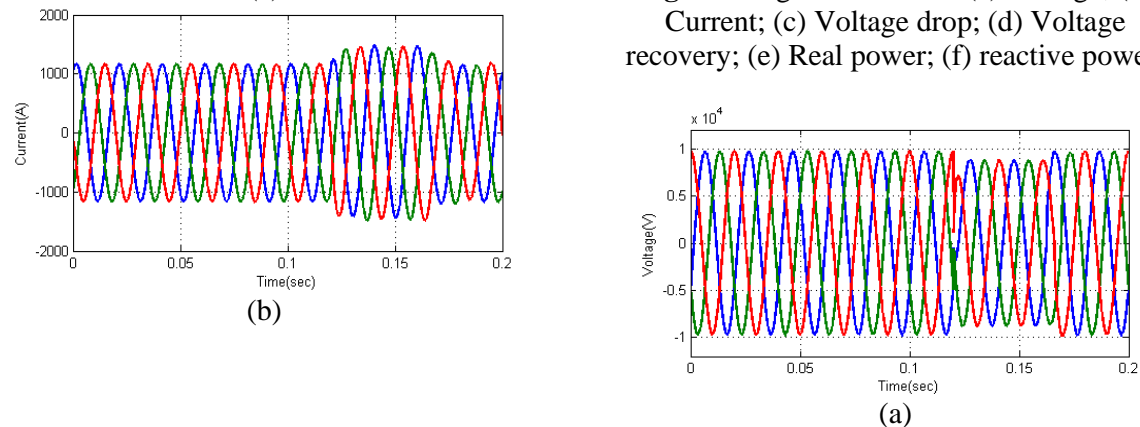 2000
1000
0
-1000
-2000
Current(A)
0
0.05
0.1
0.15
0.2
Time(sec)
(b)
Current; (c) Voltage drop; (d) Voltage
recovery; (e) Real power; (f) reactive powe
x 10⁴
1
0.5
0
-0.5
-1
Voltage(V)
0
0.05
0.1
0.15
0.2
Time(sec)
(a)